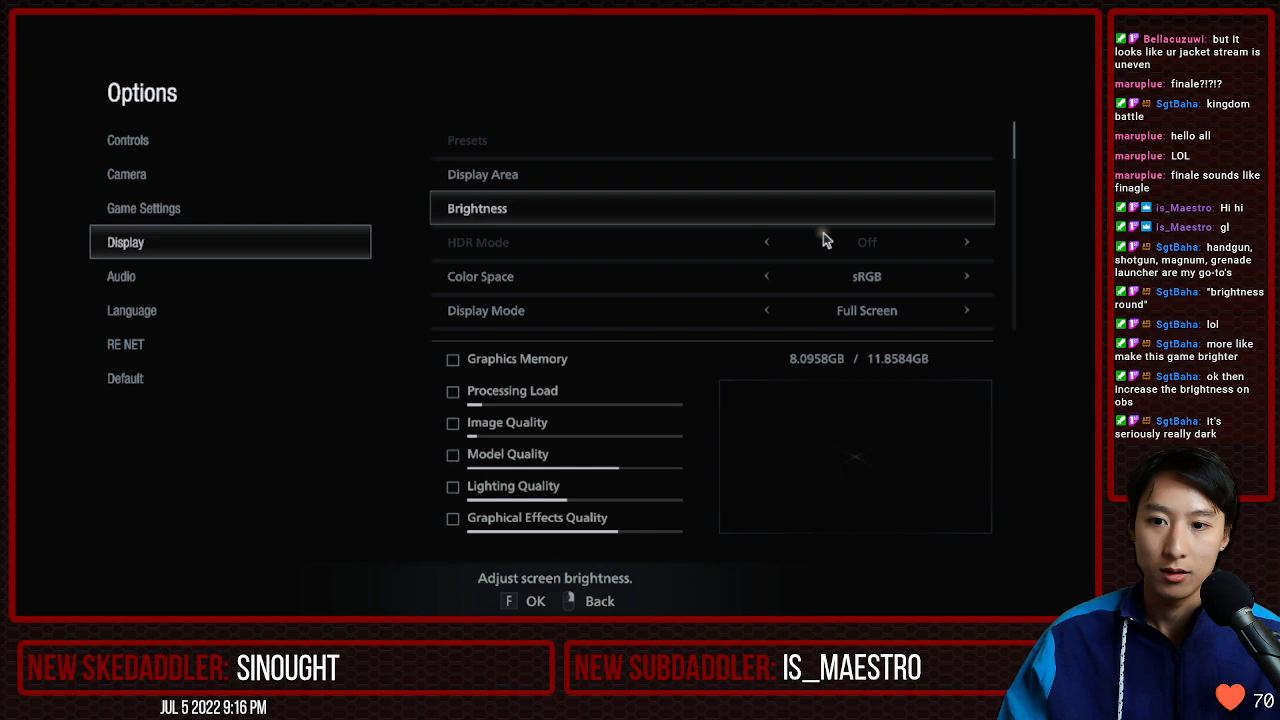 Options
Controls
Camera
Game Settings
Display
Audio
Language
RE NET
Default
Presets
Display Area
Brightness
HDR Mode Off
Color Space sRGB
Display Mode Full Screen
Graphics Memory 8.0958GB / 11.8584GB
Processing Load
Image Quality
Model Quality
Lighting Quality
Graphical Effects Quality
Adjust screen brightness.
F OK Back
Bellacuzuwi: but it
looks like ur jacket stream is
uneven
maruplue: finale?!?!?
SgtBaha: kingdom
battle
maruplue: hello all
maruplue: LOL
maruplue: finale sounds like
finagle
is_Maestro: Hi hi
is_Maestro: gl
SgtBaha: handgun,
shotgun, magnum, grenade
launcher are my go-to's
SgtBaha: "brightness
round"
SgtBaha: lol
SgtBaha: more like
make this game brighter
SgtBaha: ok then
increase the brightness on
obs
SgtBaha: it's
seriously really dark
NEW SKEDADDLER: SINOUGHT
NEW SUBDADDLER: IS_MAESTRO
JUL 5 2022 9:16 PM
70